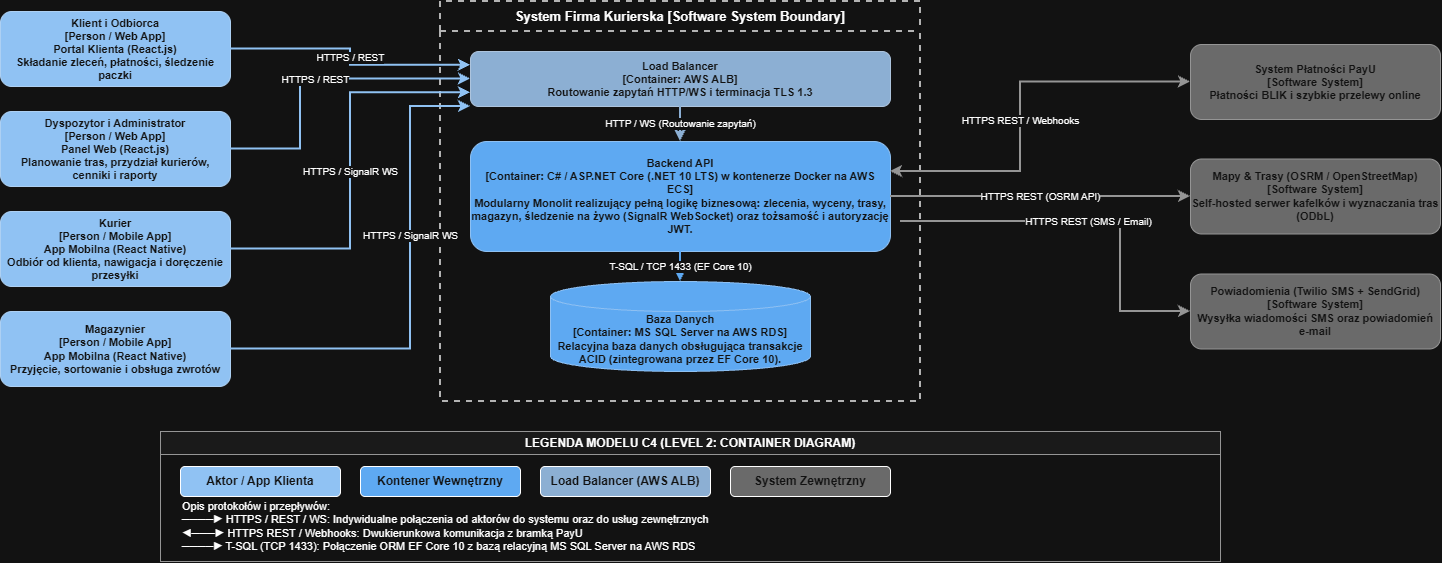 System Firma Kurierska [Software System Boundary]
Klient i Odbiorca
[Person / Web App]
Portal Klienta (React.js)
Składanie zleceń, płatności, śledzenie
paczki
Dyspozytor i Administrator
[Person / Web App]
Panel Web (React.js)
Planowanie tras, przydział kurierów,
cenniki i raporty
Kurier
[Person / Mobile App]
App Mobilna (React Native)
Odbiór od klienta, nawigacja i doręczenie
przesyłki
Magazynier
[Person / Mobile App]
App Mobilna (React Native)
Przyjęcie, sortowanie i obsługa zwrotów
HTTPS / REST
HTTPS / REST
HTTPS / SignalR WS
HTTPS / SignalR WS
Load Balancer
[Container: AWS ALB]
Routowanie zapytań HTTP/WS i terminacja TLS 1.3
HTTP / WS (Routowanie zapytań)
Backend API
[Container: C# / ASP.NET Core (.NET 10 LTS) w kontenerze Docker na AWS
ECS]
Modularny Monolit realizujący pełną logikę biznesową: zlecenia, wyceny, trasy,
magazyn, śledzenie na żywo (SignalR WebSocket) oraz tożsamość i autoryzację
JWT.
T-SQL / TCP 1433 (EF Core 10)
Baza Danych
[Container: MS SQL Server na AWS RDS]
Relacyjna baza danych obsługująca transakcje
ACID (zintegrowana przez EF Core 10).
HTTPS REST / Webhooks
HTTPS REST (OSRM API)
HTTPS REST (SMS / Email)
System Płatności PayU
[Software System]
Płatności BLIK i szybkie przelewy online
Mapy & Trasy (OSRM / OpenStreetMap)
[Software System]
Self-hosted serwer kafelków i wyznaczania tras
(ODbL)
Powiadomienia (Twilio SMS + SendGrid)
[Software System]
Wysyłka wiadomości SMS oraz powiadomień
e-mail
LEGENDA MODELU C4 (LEVEL 2: CONTAINER DIAGRAM)
Aktor / App Klienta
Kontener Wewnętrzny
Load Balancer (AWS ALB)
System Zewnętrzny
Opis protokołów i przepływów:
HTTPS / REST / WS: Indywidualne połączenia od aktorów do systemu oraz do usług zewnętrznych
HTTPS REST / Webhooks: Dwukierunkowa komunikacja z bramką PayU
T-SQL (TCP 1433): Połączenie ORM EF Core 10 z bazą relacyjną MS SQL Server na AWS RDS